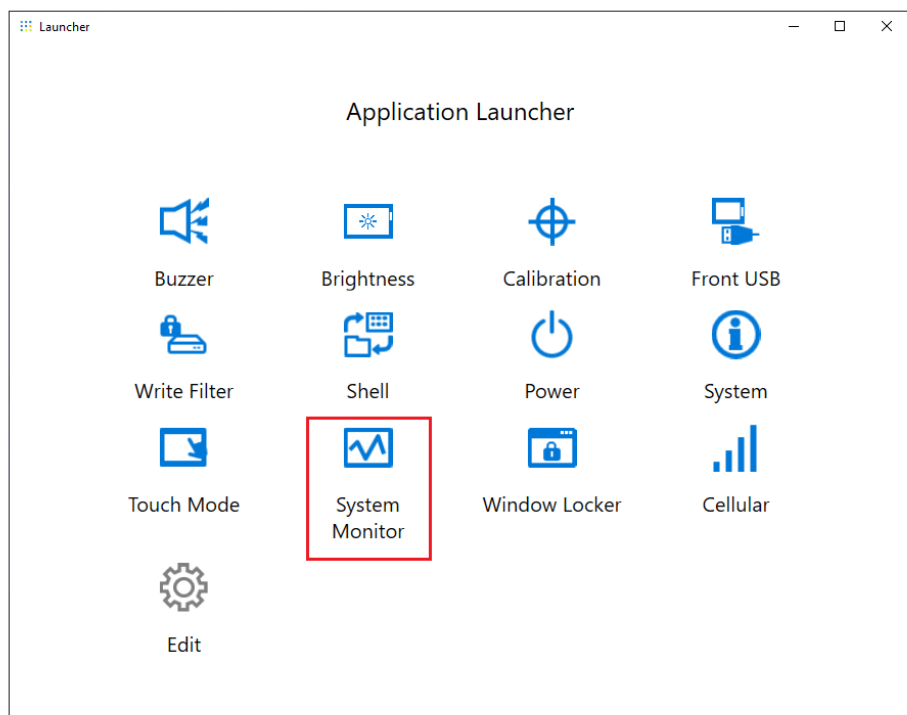 Launcher
Application Launcher
Buzzer
Brightness
Calibration
Front USB
Write Filter
Shell
Power
System
Touch Mode
System
Monitor
Window Locker
Cellular
Edit